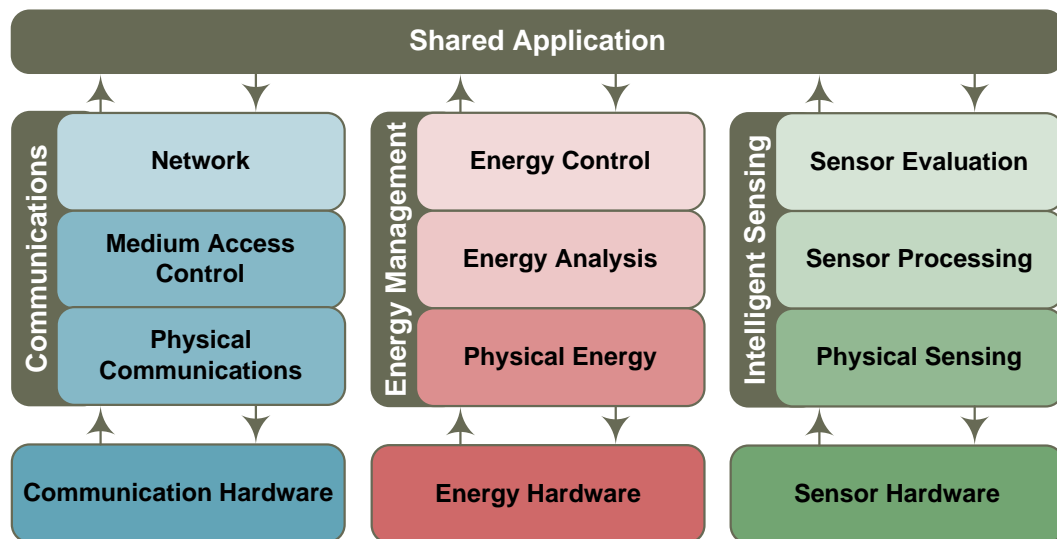 Shared Application
Communications
Network
Medium Access
Control
Physical
Communications
Communication Hardware
Energy Management
Energy Control
Energy Analysis
Physical Energy
Energy Hardware
Intelligent Sensing
Sensor Evaluation
Sensor Processing
Physical Sensing
Sensor Hardware